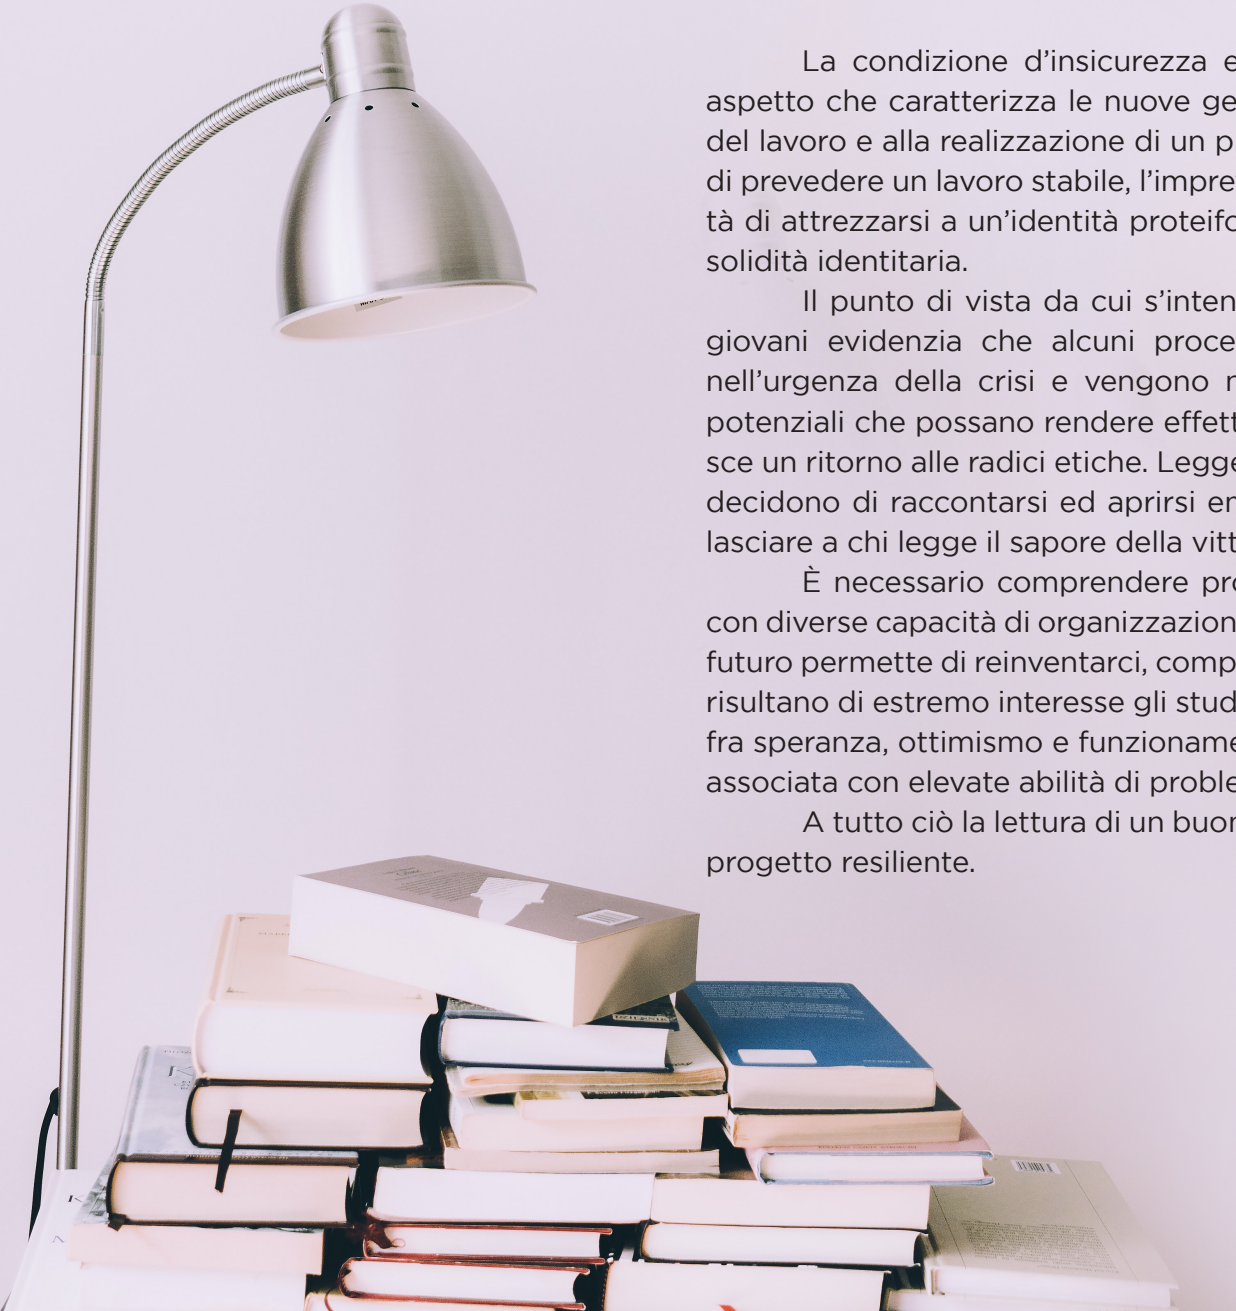 La condizione d’insicurezza e
aspetto che caratterizza le nuove ge
del lavoro e alla realizzazione di un p
di prevedere un lavoro stabile, l’impre
tà di attrezzarsi a un’identità proteifo
solidità identitaria.
Il punto di vista da cui s’inten
giovani evidenzia che alcuni proce
nell’urgenza della crisi e vengono
potenziali che possano rendere effett
sce un ritorno alle radici etiche. Legge
decidono di raccontarsi ed aprirsi
lasciare a chi legge il sapore della vitt
È necessario comprendere pro
con diverse capacità di organizzazion
futuro permette di reinventarci, comp
risultano di estremo interesse gli stud
fra speranza, ottimismo e funzioname
associata con elevate abilità di proble
A tutto ciò la lettura di un buon
progetto resiliente.